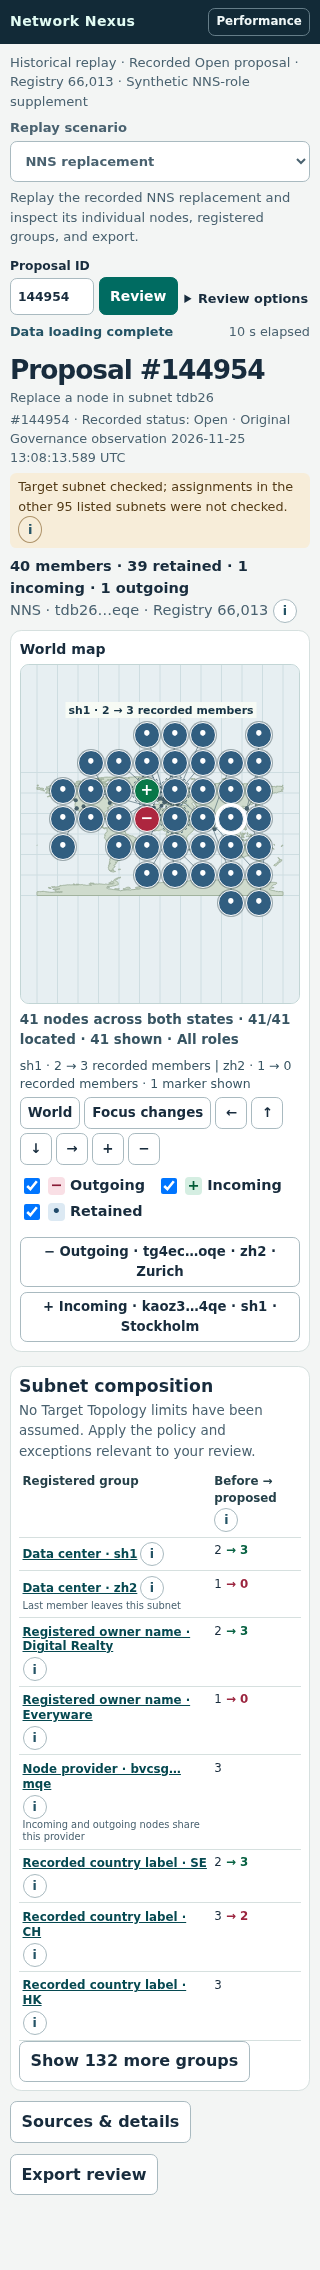 Network Nexus
Performance
Historical replay · Recorded Open proposal ·
Registry 66,013 · Synthetic NNS-role
supplement
Replay scenario
NNS replacement
Replay the recorded NNS replacement and
inspect its individual nodes, registered
groups, and export.
Proposal ID
144954
Review
▶ Review options
Data loading complete
10 s elapsed
Proposal #144954
Replace a node in subnet tdb26
#144954 · Recorded status: Open · Original
Governance observation 2026-11-25
13:08:13.589 UTC
Target subnet checked; assignments in the
other 95 listed subnets were not checked.
i
40 members · 39 retained · 1
incoming · 1 outgoing
NNS · tdb26…eqe · Registry 66,013 i
World map
sh1 · 2 → 3 recorded members
+
−
41 nodes across both states · 41/41
located · 41 shown · All roles
sh1 · 2 → 3 recorded members | zh2 · 1 → 0
recorded members · 1 marker shown
World
Focus changes
←
↑
↓
→
+
−
− Outgoing
+ Incoming
• Retained
− Outgoing · tg4ec…oqe · zh2 ·
Zurich
+ Incoming · kaoz3…4qe · sh1 ·
Stockholm
Subnet composition
No Target Topology limits have been
assumed. Apply the policy and
exceptions relevant to your review.
Registered group
Before →
proposed
i
Data center · sh1 i
2 → 3
Data center · zh2 i
1 → 0
Last member leaves this subnet
Registered owner name ·
Digital Realty
i
2 → 3
Registered owner name ·
Everyware
i
1 → 0
Node provider · bvcsg…
mqe
i
3
Incoming and outgoing nodes share
this provider
Recorded country label · SE
i
2 → 3
Recorded country label ·
CH
i
3 → 2
Recorded country label ·
HK
i
3
Show 132 more groups
Sources & details
Export review